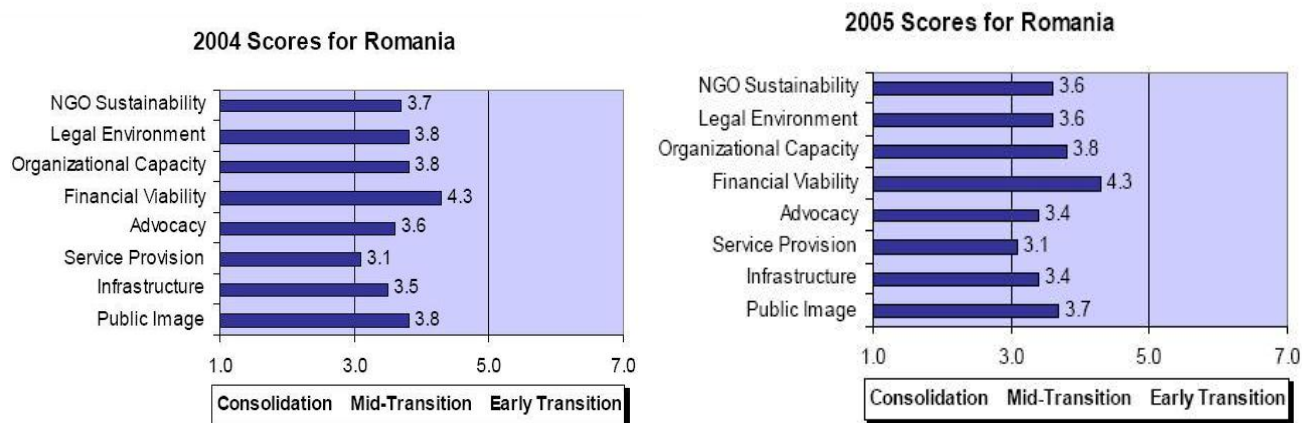 2004 Scores for Romania
NGO Sustainability 3.7
Legal Environment 3.8
Organizational Capacity 3.8
Financial Viability 4.3
Advocacy 3.6
Service Provision 3.1
Infrastructure 3.5
Public Image 3.8
1.0 3.0 5.0 7.0
Consolidation Mid-Transition Early Transition
2005 Scores for Romania
NGO Sustainability 3.6
Legal Environment 3.6
Organizational Capacity 3.8
Financial Viability 4.3
Advocacy 3.4
Service Provision 3.1
Infrastructure 3.4
Public Image 3.7
1.0 3.0 5.0 7.0
Consolidation Mid-Transition Early Transition